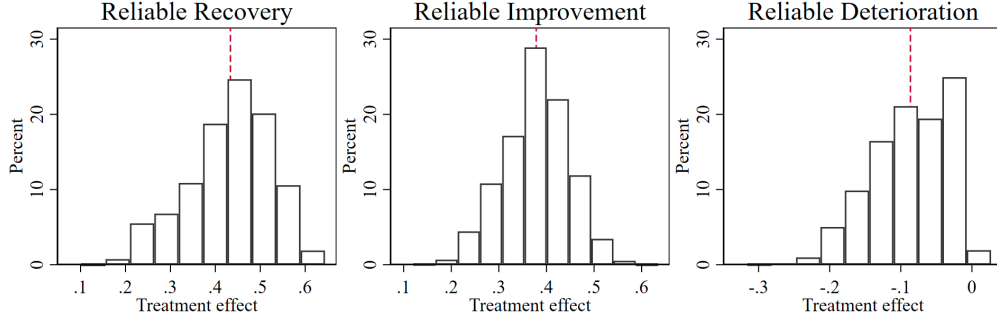 Reliable Recovery
Percent
0 10 20 30
.1 .2 .3 .4 .5 .6
Treatment effect
Reliable Improvement
Percent
0 10 20 30
.1 .2 .3 .4 .5 .6
Treatment effect
Reliable Deterioration
Percent
0 10 20 30
-.3 -.2 -.1 0
Treatment effect